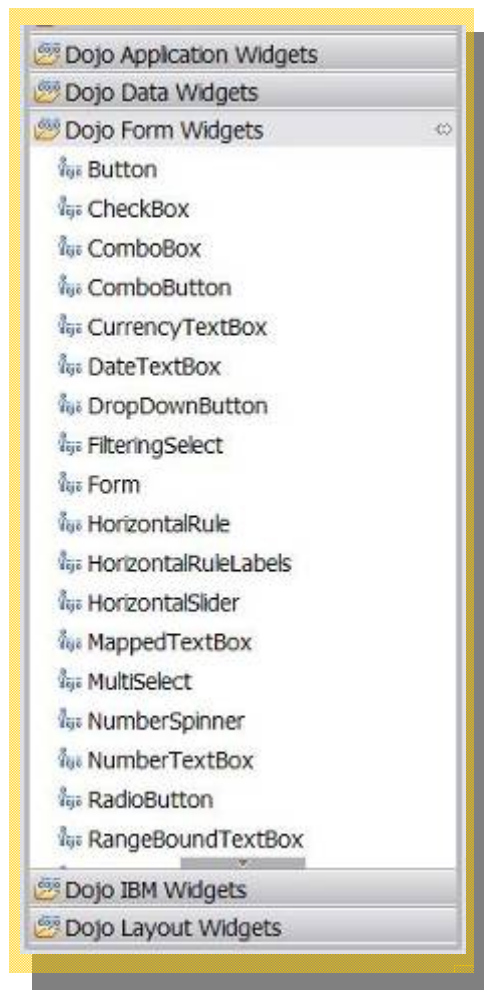 Dojo Application Widgets
Dojo Data Widgets
Dojo Form Widgets
Button
CheckBox
ComboBox
ComboButton
CurrencyTextBox
DateTextBox
DropDownButton
FilteringSelect
Form
HorizontalRule
HorizontalRuleLabels
HorizontalSlider
MappedTextBox
MultiSelect
NumberSpinner
NumberTextBox
RadioButton
RangeBoundTextBox
Dojo IBM Widgets
Dojo Layout Widgets